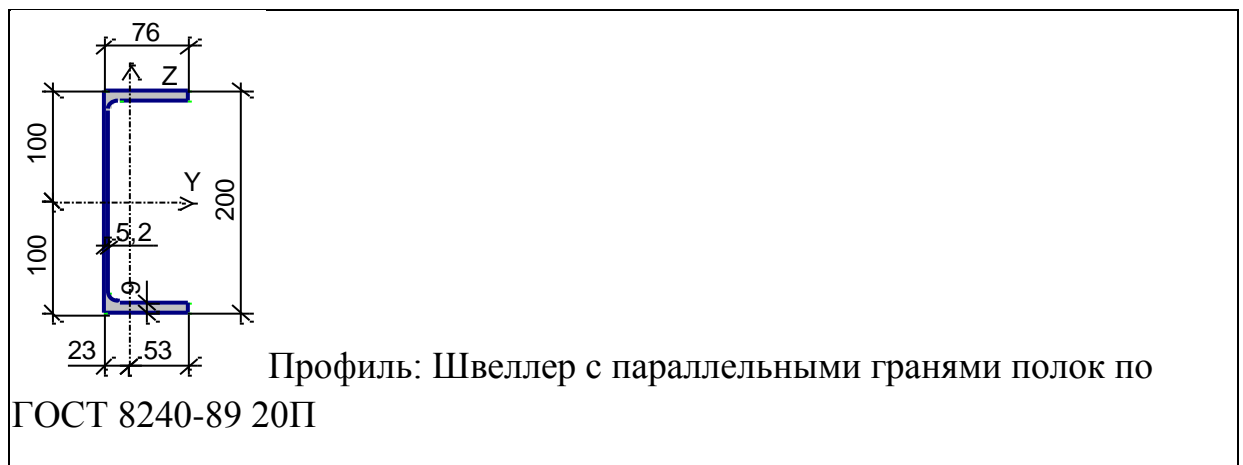 76
Z
100
Y
200
5,2
100
9
23
53
Профиль: Швеллер с параллельными гранями полок по
ГОСТ 8240-89 20П